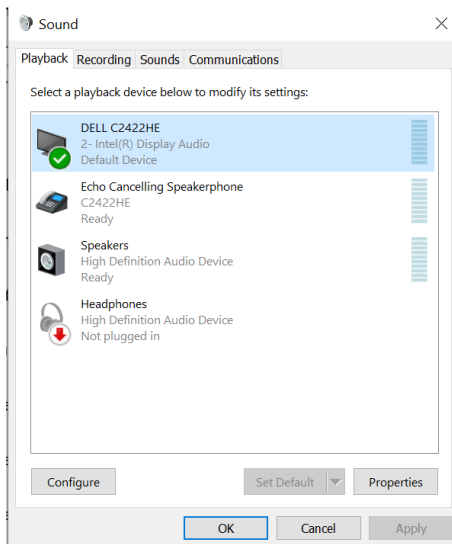 Sound
Playback Recording Sounds Communications
Select a playback device below to modify its settings:
DELL C2422HE
2- Intel(R) Display Audio
Default Device
Echo Cancelling Speakerphone
C2422HE
Ready
Speakers
High Definition Audio Device
Ready
Headphones
High Definition Audio Device
Not plugged in
Configure Set Default Properties
OK Cancel Apply